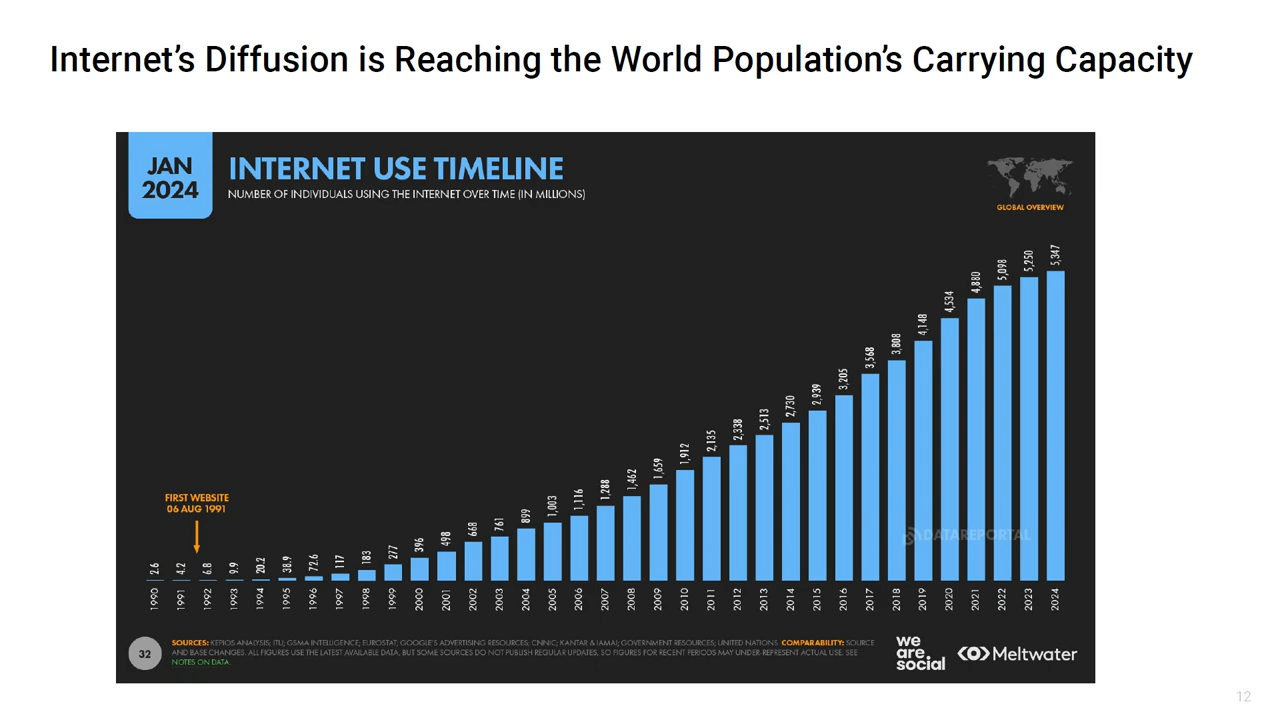 Internet’s Diffusion is Reaching the World Population’s Carrying Capacity
JAN
2024
INTERNET USE TIMELINE
NUMBER OF INDIVIDUALS USING THE INTERNET OVER TIME (IN MILLIONS)
GLOBAL OVERVIEW
FIRST WEBSITE
06 AUG 1991
2.6 4.2 6.8 9.9 20.2 38.9 72.6 117 183 277 396 498 668 761 899 1,003 1,116 1,288 1,462 1,659 1,912 2,135 2,338 2,513 2,730 2,939 3,205 3,568 3,808 4,148 4,534 4,880 5,098 5,250 5,347
DATAREPORTAL
1990 1991 1992 1993 1994 1995 1996 1997 1998 1999 2000 2001 2002 2003 2004 2005 2006 2007 2008 2009 2010 2011 2012 2013 2014 2015 2016 2017 2018 2019 2020 2021 2022 2023 2024
32
SOURCES: KEPIOS ANALYSIS; ITU; GSMA INTELLIGENCE; EUROSTAT; GOOGLE'S ADVERTISING RESOURCES; CNNIC; KANTAR & IAMAI; GOVERNMENT RESOURCES; UNITED NATIONS. COMPARABILITY: SOURCE
AND BASE CHANGES. ALL FIGURES USE THE LATEST AVAILABLE DATA, BUT SOME SOURCES DO NOT PUBLISH REGULAR UPDATES, SO FIGURES FOR RECENT PERIODS MAY UNDER-REPRESENT ACTUAL USE. SEE
NOTES ON DATA.
we
are.
social
Meltwater
12